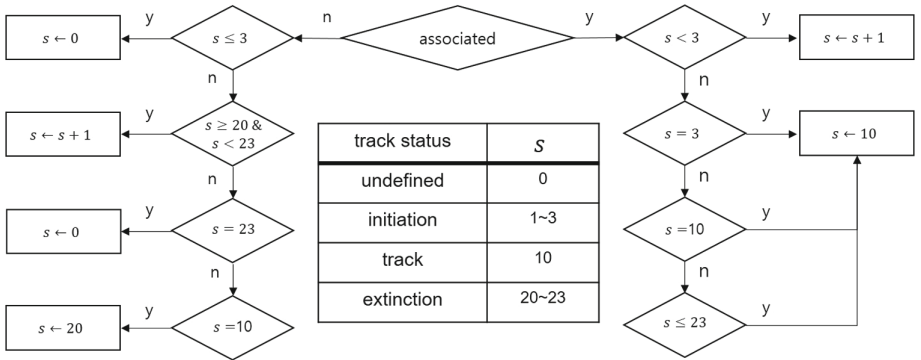 n
y
associated
y
s ≤ 3
s ← 0
n
s ≥ 20 &
s < 23
y
s ← s + 1
n
s = 23
y
s ← 0
n
s =10
y
s ← 20
track status s
undefined 0
initiation 1~3
track 10
extinction 20~23
s < 3
y
s ← s + 1
n
s = 3
y
s ← 10
n
s =10
y
n
s ≤ 23
y